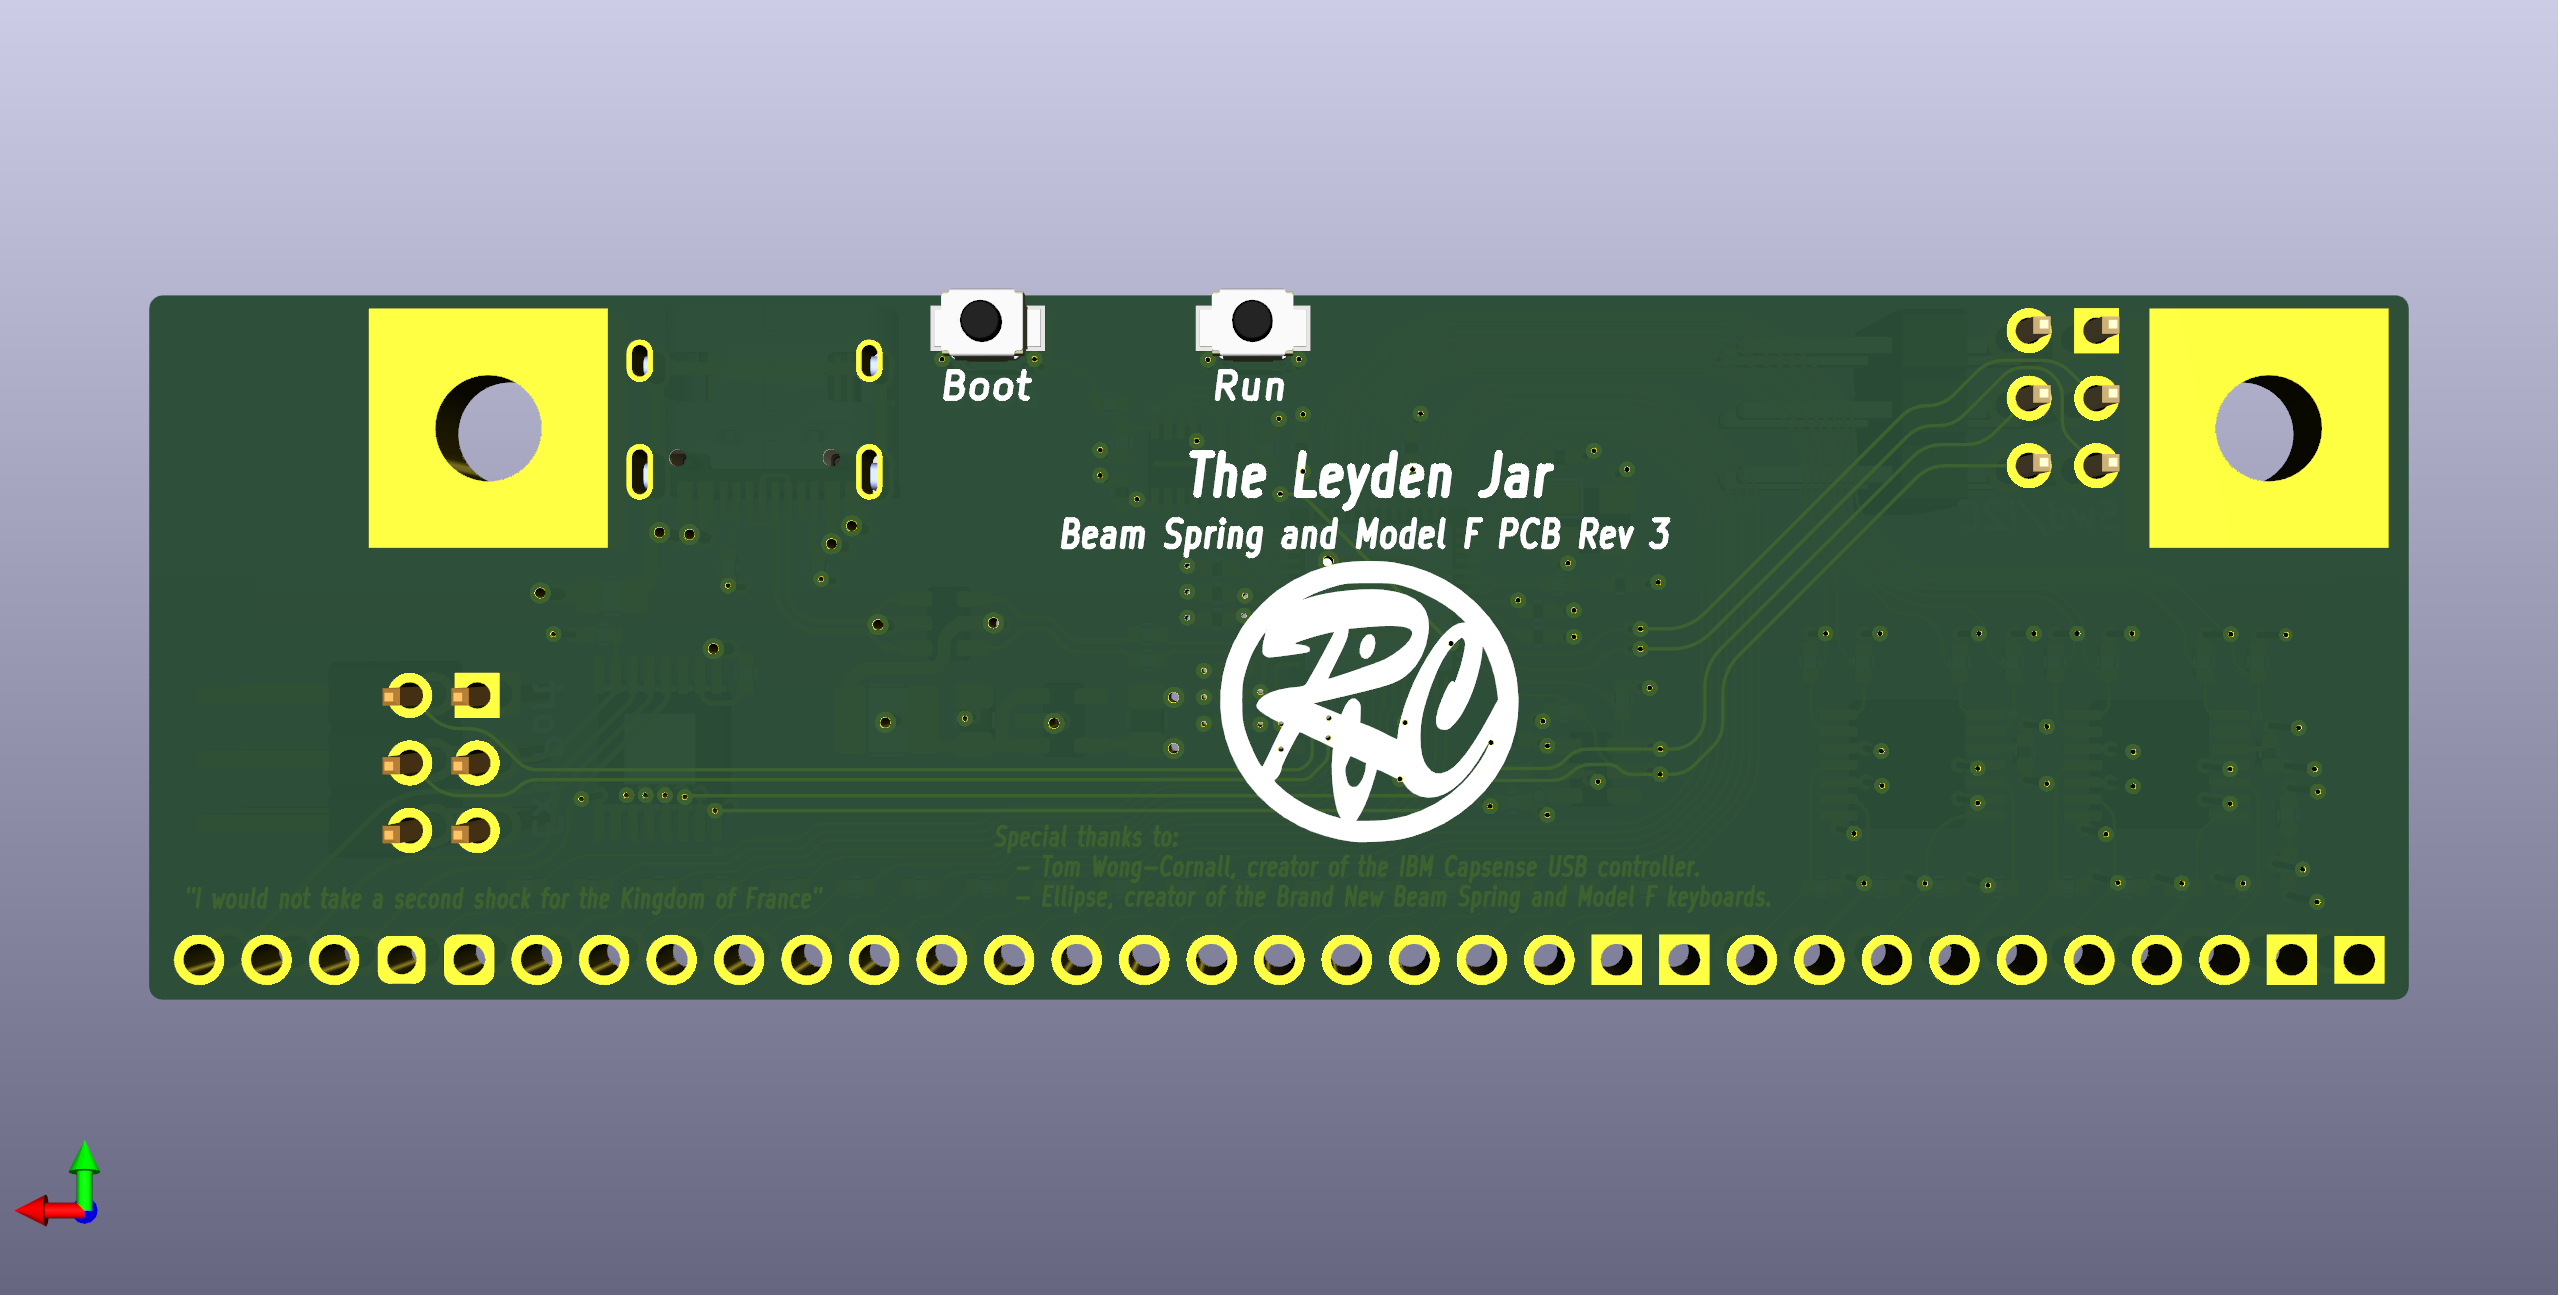 Boot
Run
The Leyden Jar
Beam Spring and Model F PCB Rev 3
Special thanks to:
- Tom Wong-Cornall, creator of the IBM Capsense USB controller.
- Ellipse, creator of the Brand New Beam Spring and Model F keyboards.
"I would not take a second shock for the Kingdom of France"